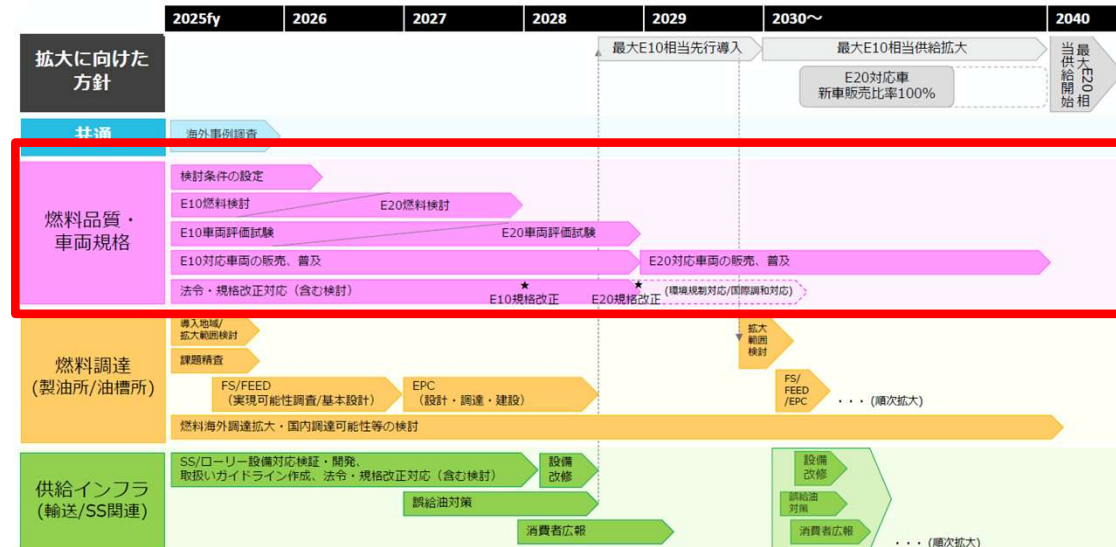 2025fy 2026 2027 2028 2029 2030～ 2040
拡大に向けた
方針
最大E10相当先行導入
最大E10相当供給拡大
E20対応車
新車販売比率100%
最大E20相
当供給開始
共通
海外事例調査
燃料品質・
車両規格
検討条件の設定
E10燃料検討
E20燃料検討
E10車両評価試験
E20車両評価試験
E10対応車両の販売、普及
E20対応車両の販売、普及
法令・規格改正対応（含む検討）
★
E10規格改正
★
E20規格改正
(環境規制対応/国際調和対応)
燃料調達
(製油所/油槽所)
導入地域/
拡大範囲検討
課題精査
FS/FEED
（実現可能性調査/基本設計）
EPC
（設計・調達・建設）
拡大
範囲
検討
FS/
FEED
/EPC
・・・（順次拡大）
燃料海外調達拡大・国内調達可能性等の検討
供給インフラ
(輸送/SS関連)
SS/ローリー設備対応検証・開発、
取扱いガイドライン作成、法令・規格改正対応（含む検討）
設備
改修
誤給油対策
消費者広報
設備
改修
誤給油
対策
消費者広報
・・・（順次拡大）